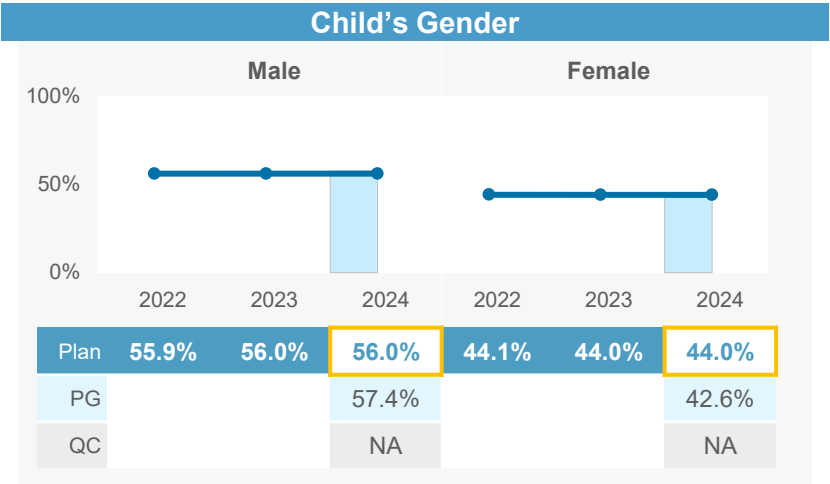 Child’s Gender
Male Female
100%
50%
0%
2022 2023 2024 2022 2023 2024
Plan 55.9% 56.0% 56.0% 44.1% 44.0% 44.0%
PG 57.4% 42.6%
QC NA NA